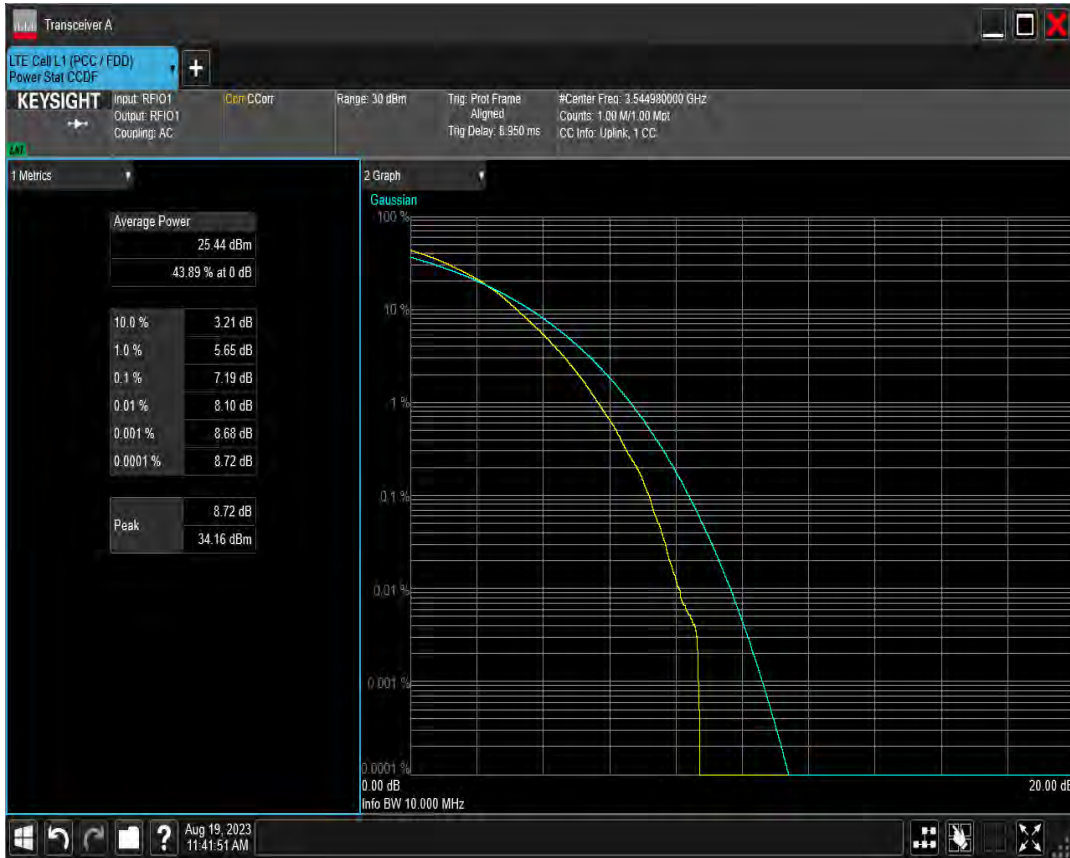 Transceiver A
LTE Cell L1 (PCC / FDD)
Power Stat CCDF
+
KEYSIGHT
Input: RFIO1
Output: RFIO1
Coupling: AC
Corr CCorr
Range: 30 dBm
Trig: Prot Frame
Aligned
Trig Delay: 8.950 ms
#Center Freq: 3.544980000 GHz
Counts: 1.00 M/1.00 Mpt
CC Info: Uplink, 1 CC
1 Metrics
Average Power
25.44 dBm
43.89 % at 0 dB
10.0 % 3.21 dB
1.0 % 5.65 dB
0.1 % 7.19 dB
0.01 % 8.10 dB
0.001 % 8.68 dB
0.0001 % 8.72 dB
Peak
8.72 dB
34.16 dBm
2 Graph
Gaussian
100 %
10 %
1 %
0.1 %
0.01 %
0.001 %
0.0001 %
0.00 dB 20.00 dB
Info BW 10.000 MHz
?
Aug 19, 2023
11:41:51 AM